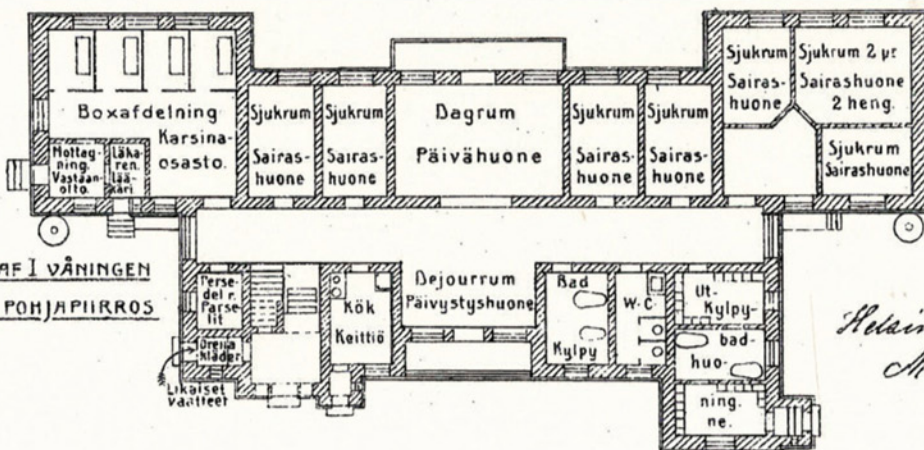 Boxafdelning
Karsina-
osasto.
Mottag-
ning.
Vastaan-
otto.
Läka-
ren.
Lää-
käri
Sjukrum
Sairas-
huone
Sjukrum
Sairas-
huone
Dagrum
Päivähuone
Sjukrum
Sairas-
huone
Sjukrum
Sairas-
huone
Sjukrum
Sairas-
huone
Sjukrum 2 pr
Sairashuone
2 heng.
Sjukrum
Sairashuone
AF I VÅNINGEN
POHJAPIIRROS
Perse-
del r.
Parse-
lit
Orena
kläder
Likaiset
vaatteet
Kök
Keittiö
Dejourrum
Päivystyshuone
Bad
Kylpy
W.C.
Ut-
Kylpy-
bad-
huo-
ning.
ne.